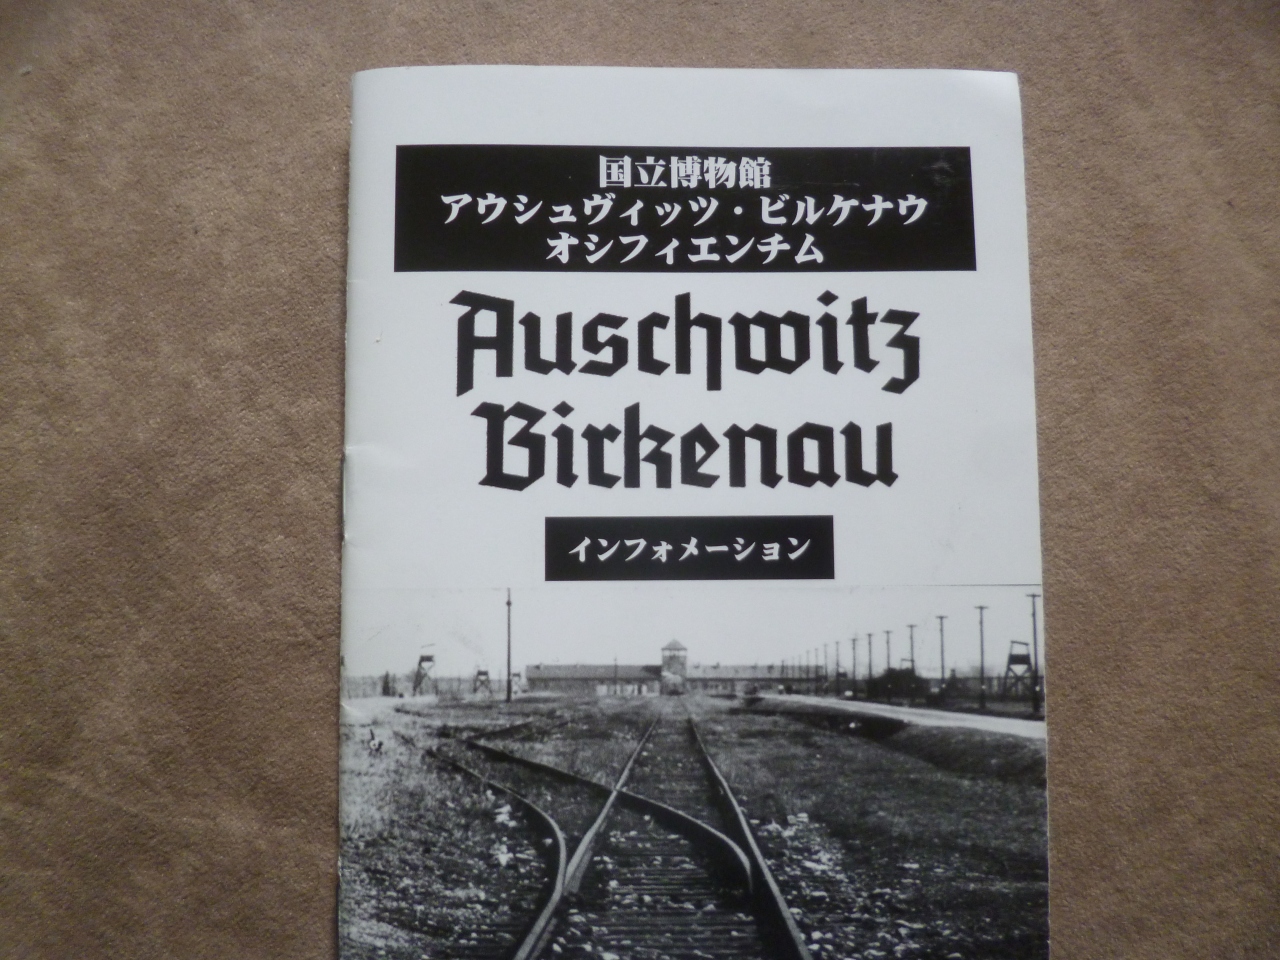 国立博物館
アウシュヴィッツ・ビルケナウ
オシフィエンチム
Auschwitz
Birkenau
インフォメーション